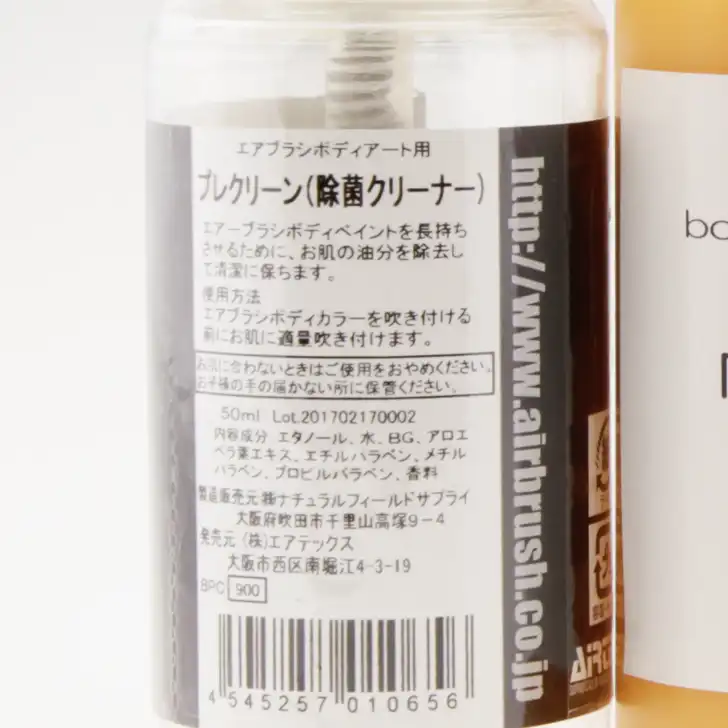 エアブラシボディアート用
プレクリーン(除菌クリーナー)
エアーブラシボディペイントを長持ち
させるために、お肌の油分を除去し
て清潔に保ちます。
使用方法
エアブラシボディカラーを吹き付ける
前にお肌に適量吹き付けます。
お肌に合わないときはご使用をおやめください。
お子様の手の届かない所に保管ください。
50ml Lot.201702170002
内容成分 エタノール、水、BG、アロエ
ベラ葉エキス、エチルパラベン、メチル
パラベン、プロピルパラベン、香料
製造販売元:㈱ナチュラルフィールドサプライ
大阪府吹田市千里山高塚9-4
発売元 (株)エアテックス
大阪市西区南堀江4-3-19
BPC 900
4 545257 010656
http://www.airbrush.co.jp